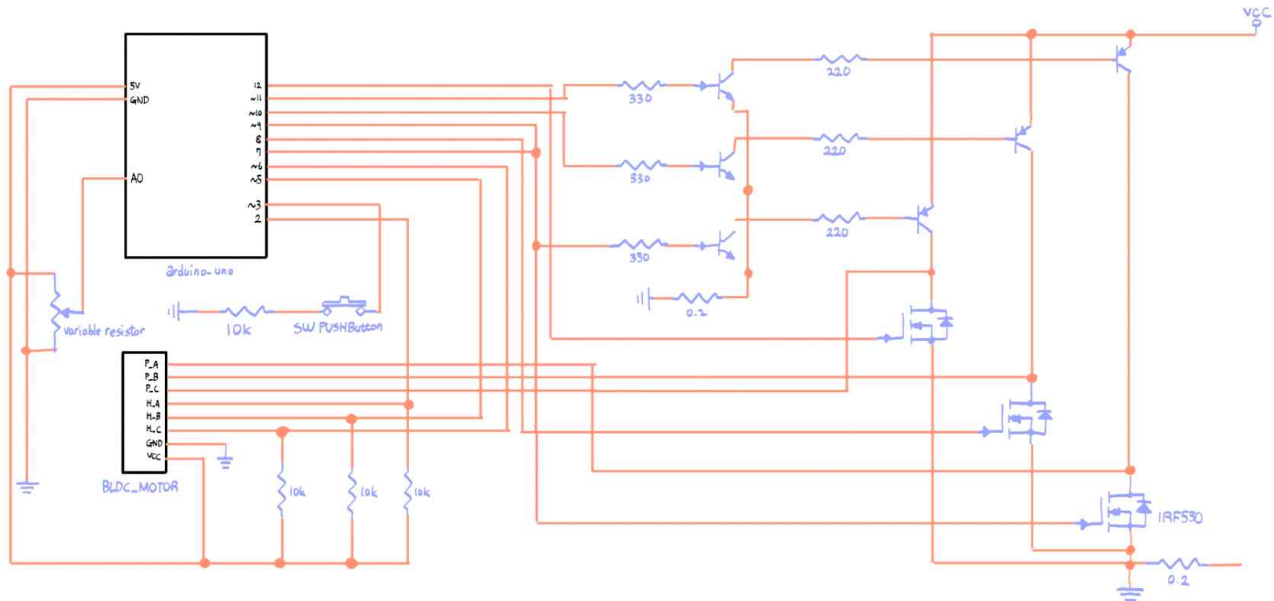 VCC
5V
GND
A0
12
~11
~10
~9
8
7
~6
~5
~3
2
arduino-uno
330
330
330
220
220
220
0.2
variable resistor
10k
SW PUSHButton
P_A
P_B
P_C
H_A
H_B
H_C
GND
VCC
BLDC_MOTOR
10k
10k
10k
IRF530
0.2